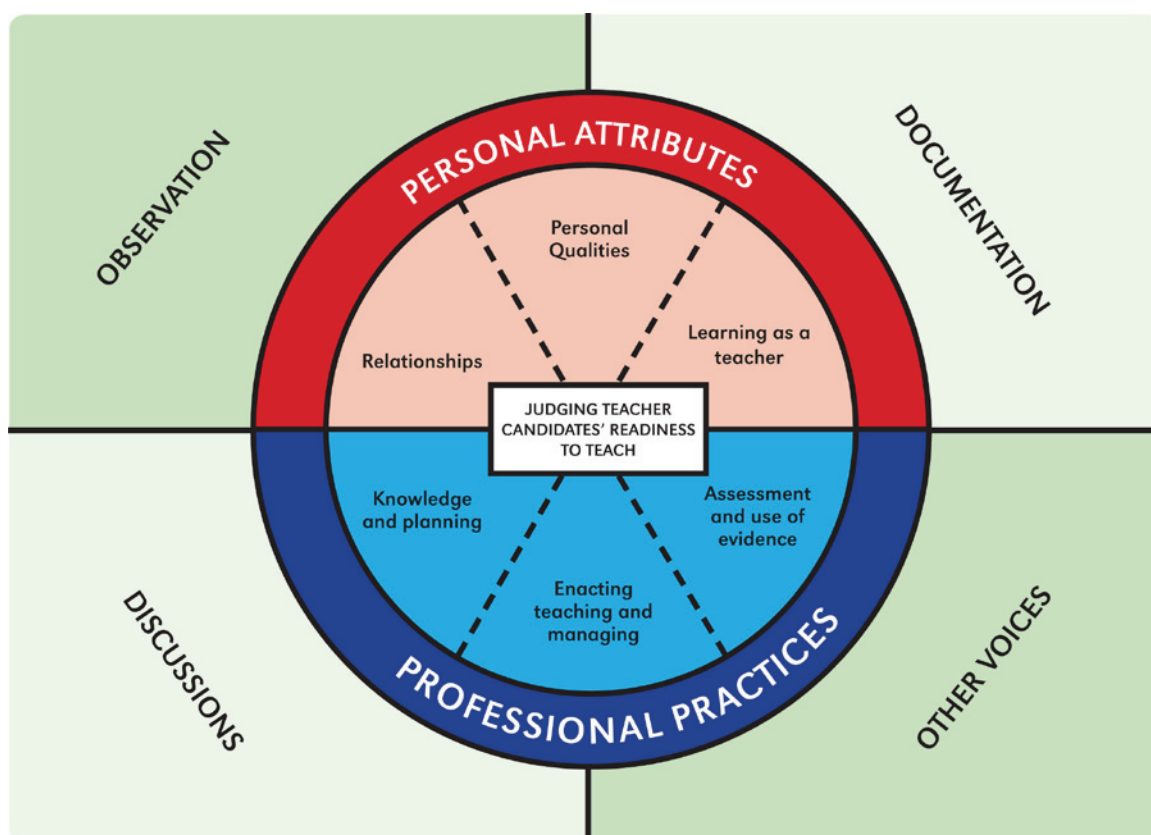 OBSERVATION
DOCUMENTATION
PERSONAL ATTRIBUTES
Personal
Qualities
Relationships
Learning as a
teacher
JUDGING TEACHER
CANDIDATES’ READINESS
TO TEACH
Knowledge
and planning
Assessment
and use of
evidence
Enacting
teaching and
managing
PROFESSIONAL PRACTICES
DISCUSSIONS
OTHER VOICES